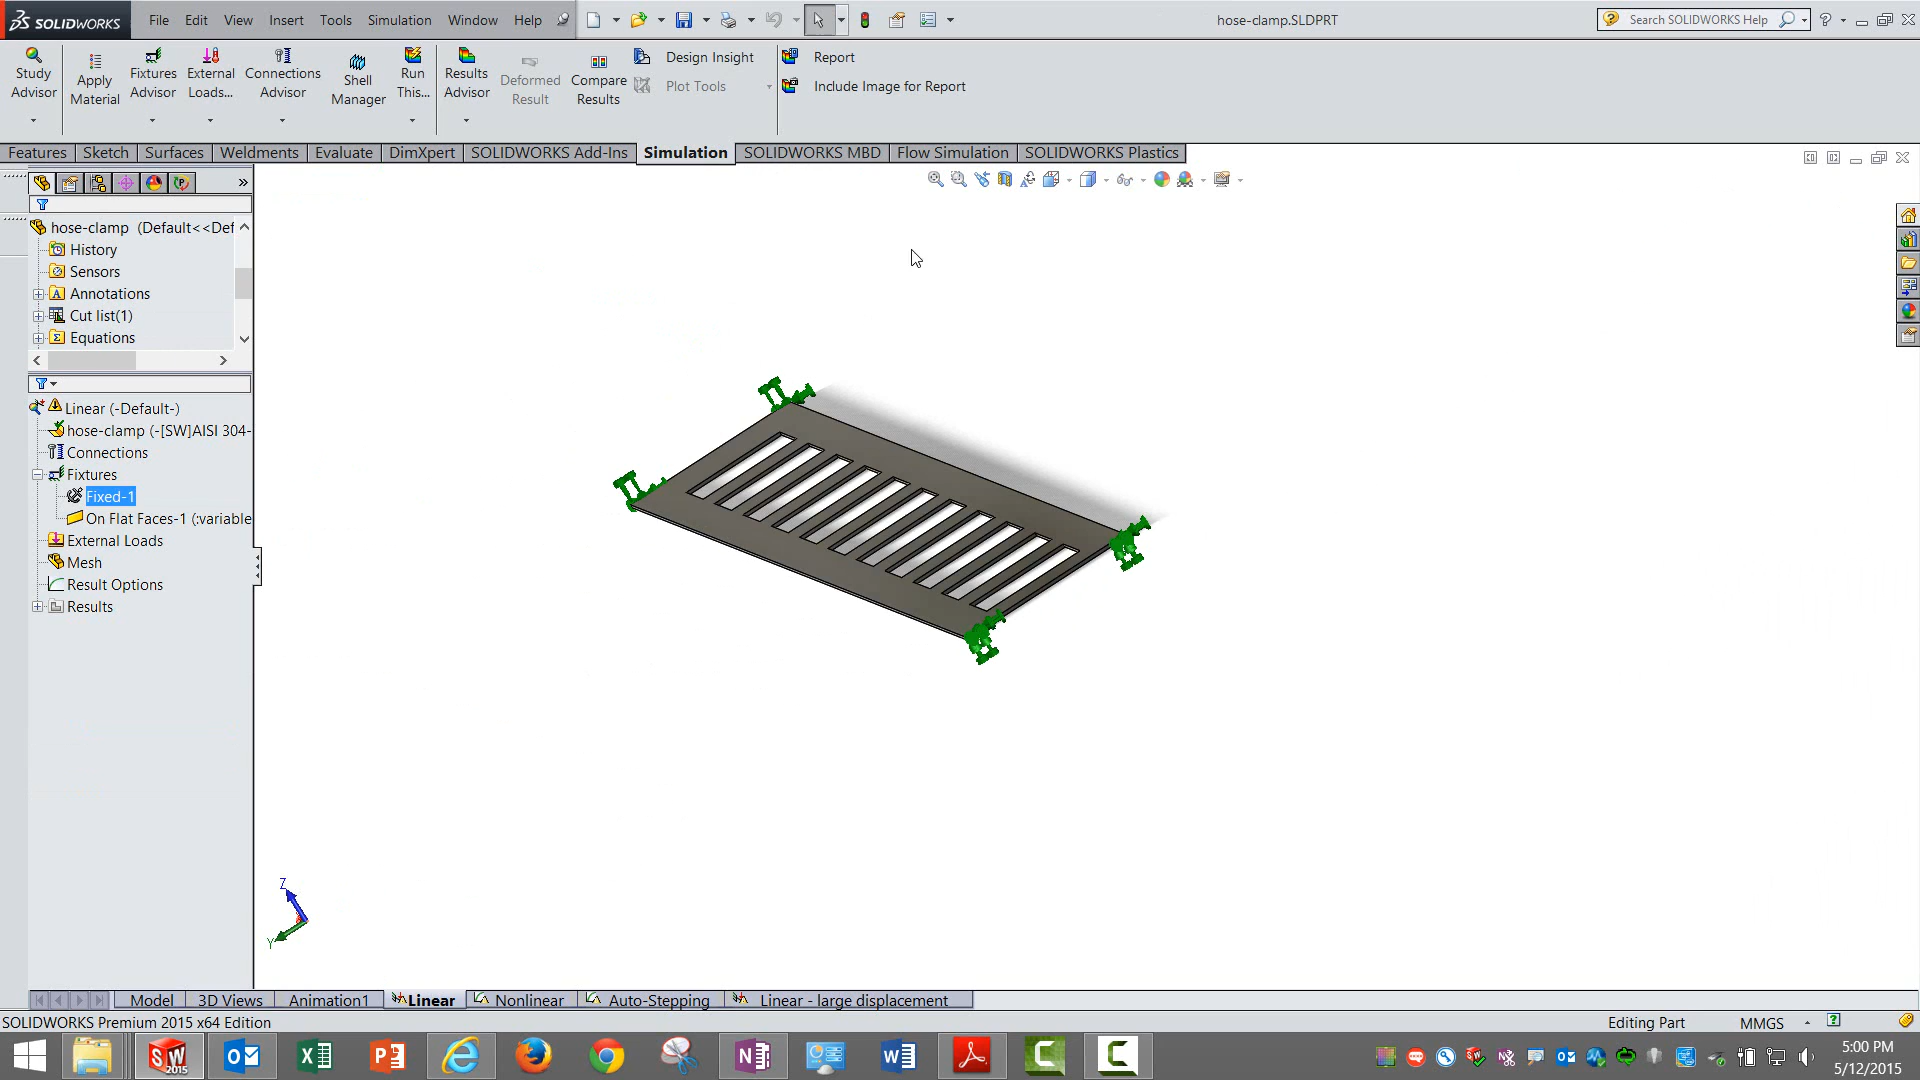 SOLIDWORKS File Edit View Insert Tools Simulation Window Help hose-clamp.SLDPRT Search SOLIDWORKS Help
Study Advisor
Apply Material
Fixtures Advisor
External Loads...
Connections Advisor
Shell Manager
Run This...
Results Advisor
Deformed Result
Compare Results
Design Insight
Plot Tools
Report
Include Image for Report
Features Sketch Surfaces Weldments Evaluate DimXpert SOLIDWORKS Add-Ins Simulation SOLIDWORKS MBD Flow Simulation SOLIDWORKS Plastics
hose-clamp (Default<<Def
History
Sensors
Annotations
Cut list(1)
Equations
Linear (-Default-)
hose-clamp (-[SW]AISI 304-
Connections
Fixtures
Fixed-1
On Flat Faces-1 (:variable
External Loads
Mesh
Result Options
Results
Z
Y
Model 3D Views Animation1 Linear Nonlinear Auto-Stepping Linear - large displacement
SOLIDWORKS Premium 2015 x64 Edition Editing Part MMGS
5:00 PM
5/12/2015